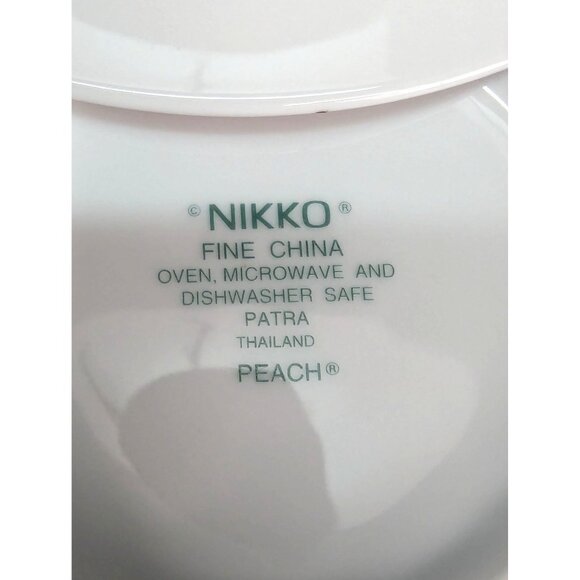 © NIKKO ®
FINE CHINA
OVEN, MICROWAVE AND
DISHWASHER SAFE
PATRA
THAILAND
PEACH ®